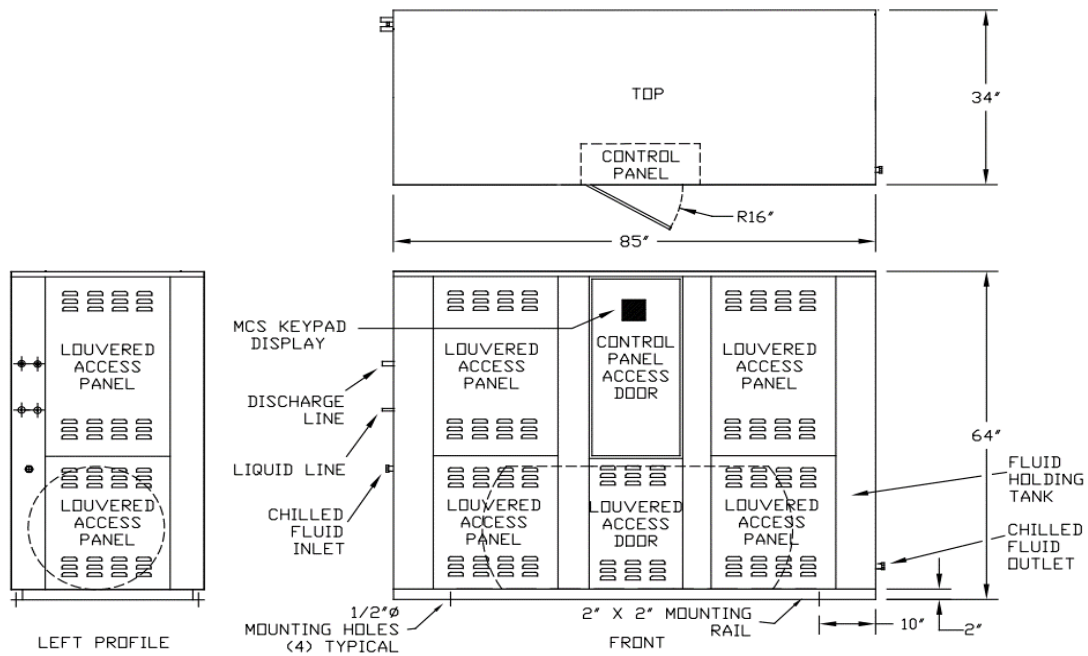 TOP
CONTROL
PANEL
34"
R16"
85"
MCS KEYPAD
DISPLAY
DISCHARGE
LINE
LIQUID LINE
CHILLED
FLUID
INLET
LOUVERED
ACCESS
PANEL
LOUVERED
ACCESS
PANEL
LOUVERED
ACCESS
PANEL
CONTROL
PANEL
ACCESS
DOOR
LOUVERED
ACCESS
PANEL
LOUVERED
ACCESS
PANEL
LOUVERED
ACCESS
DOOR
LOUVERED
ACCESS
PANEL
64"
FLUID
HOLDING
TANK
CHILLED
FLUID
OUTLET
1/2"ø
MOUNTING HOLES
(4) TYPICAL
2" X 2" MOUNTING
RAIL
10"
2"
LEFT PROFILE
FRONT